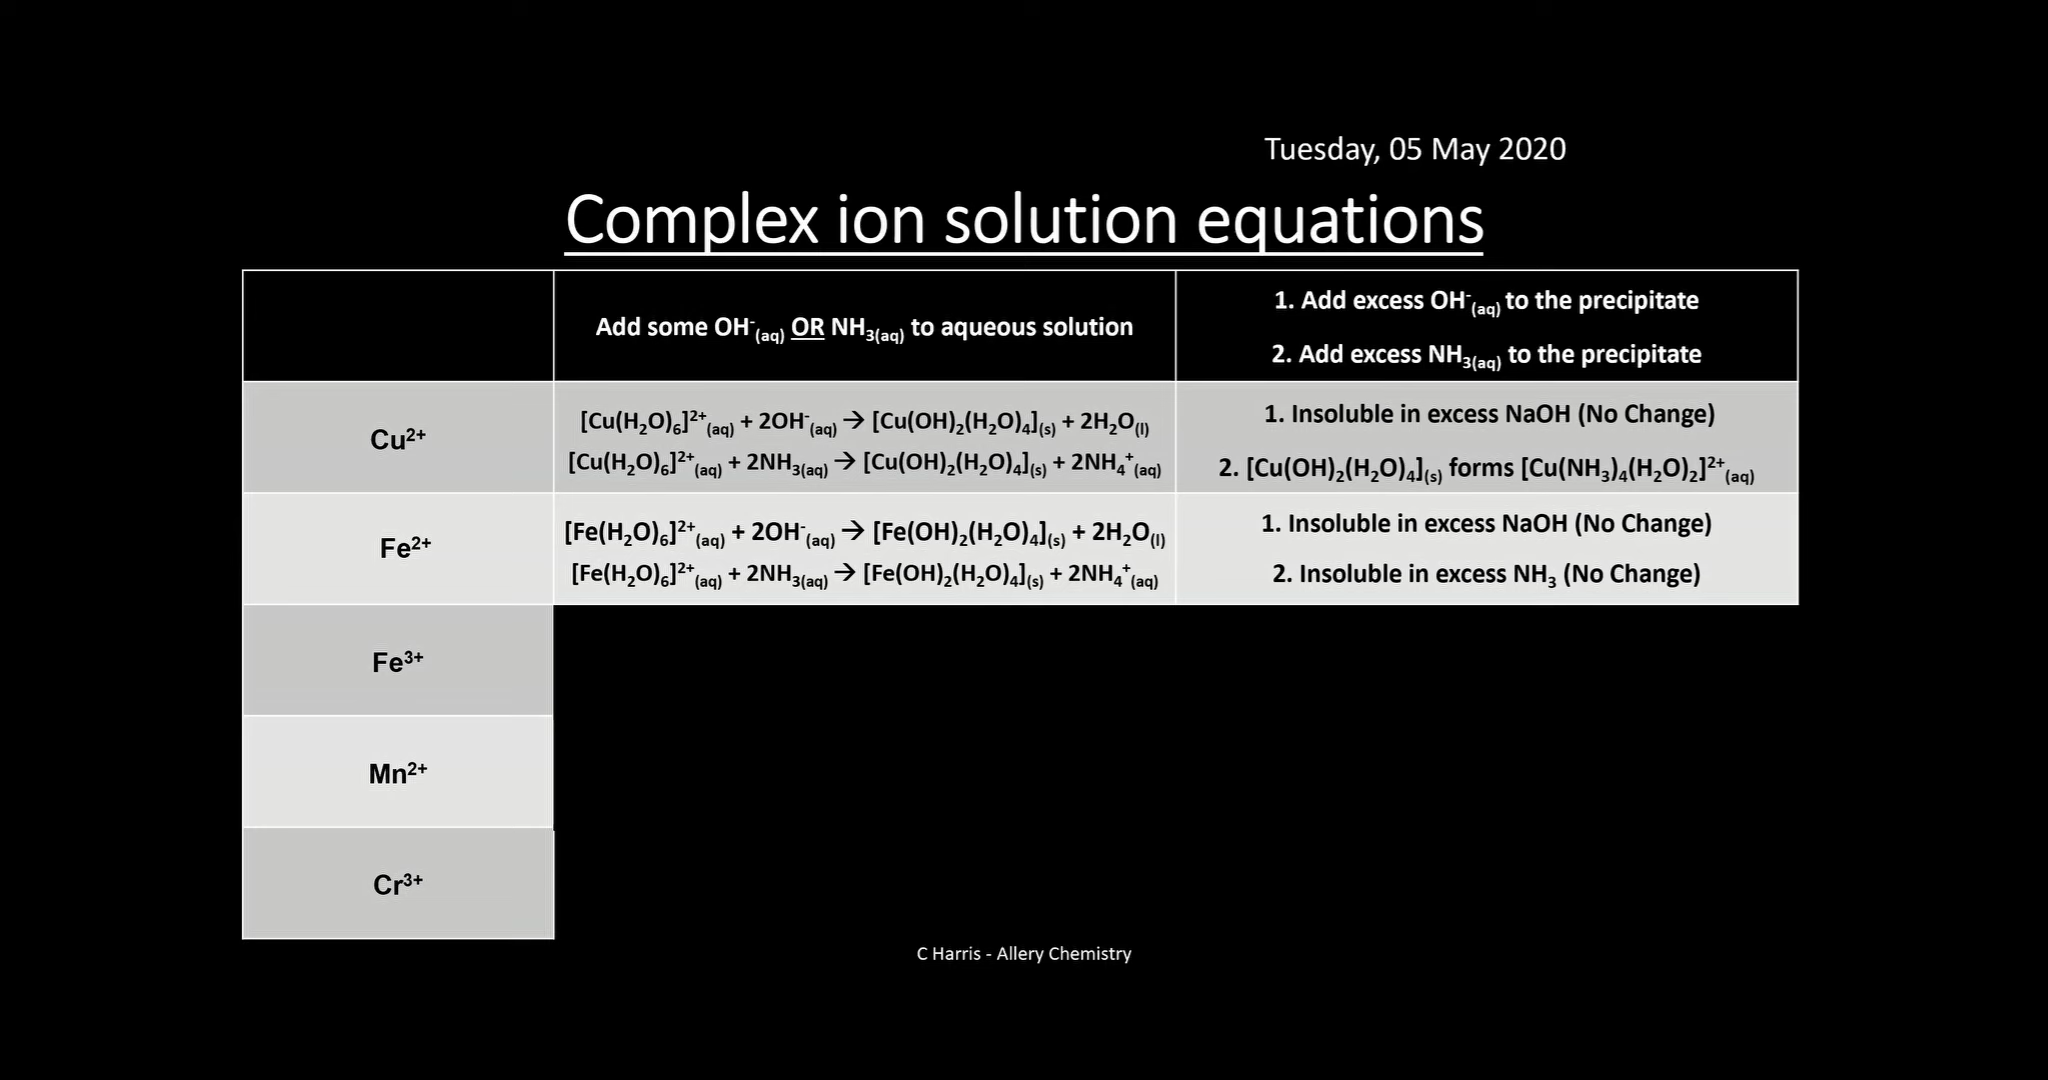 Tuesday, 05 May 2020
Complex ion solution equations
Add some OH⁻(aq) OR NH₃(aq) to aqueous solution
1. Add excess OH⁻(aq) to the precipitate
2. Add excess NH₃(aq) to the precipitate
Cu²⁺
[Cu(H₂O)₆]²⁺(aq) + 2OH⁻(aq) → [Cu(OH)₂(H₂O)₄](s) + 2H₂O(l)
[Cu(H₂O)₆]²⁺(aq) + 2NH₃(aq) → [Cu(OH)₂(H₂O)₄](s) + 2NH₄⁺(aq)
1. Insoluble in excess NaOH (No Change)
2. [Cu(OH)₂(H₂O)₄](s) forms [Cu(NH₃)₄(H₂O)₂]²⁺(aq)
Fe²⁺
[Fe(H₂O)₆]²⁺(aq) + 2OH⁻(aq) → [Fe(OH)₂(H₂O)₄](s) + 2H₂O(l)
[Fe(H₂O)₆]²⁺(aq) + 2NH₃(aq) → [Fe(OH)₂(H₂O)₄](s) + 2NH₄⁺(aq)
1. Insoluble in excess NaOH (No Change)
2. Insoluble in excess NH₃ (No Change)
Fe³⁺
Mn²⁺
Cr³⁺
C Harris - Allery Chemistry